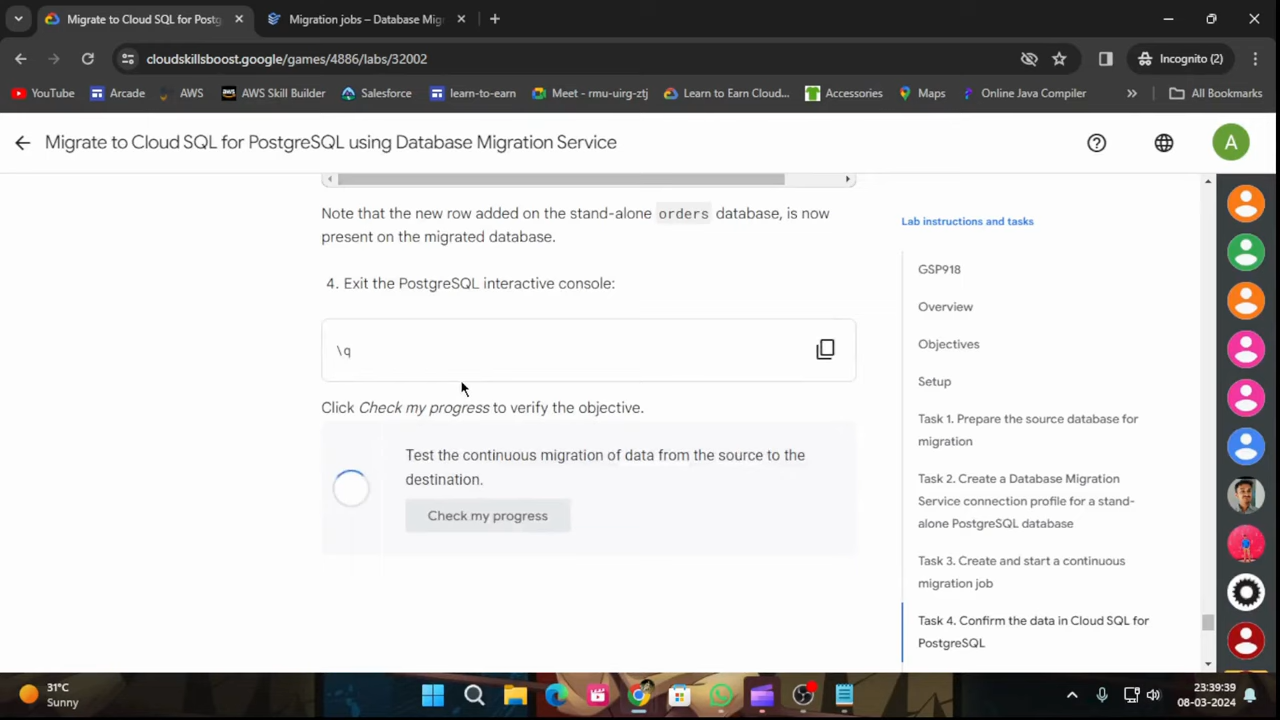 Migrate to Cloud SQL for Postg
Migration jobs – Database Mig
cloudskillsboost.google/games/4886/labs/32002
Incognito (2)
YouTube
Arcade
AWS
AWS Skill Builder
Salesforce
learn-to-earn
Meet - rmu-uirg-ztj
Learn to Earn Cloud...
Accessories
Maps
Online Java Compiler
»
All Bookmarks
Migrate to Cloud SQL for PostgreSQL using Database Migration Service
A
Note that the new row added on the stand-alone orders database, is now
present on the migrated database.
4. Exit the PostgreSQL interactive console:
\q
Click Check my progress to verify the objective.
Test the continuous migration of data from the source to the
destination.
Check my progress
Lab instructions and tasks
GSP918
Overview
Objectives
Setup
Task 1. Prepare the source database for
migration
Task 2. Create a Database Migration
Service connection profile for a stand-
alone PostgreSQL database
Task 3. Create and start a continuous
migration job
Task 4. Confirm the data in Cloud SQL for
PostgreSQL
31°C
Sunny
23:39:39
08-03-2024